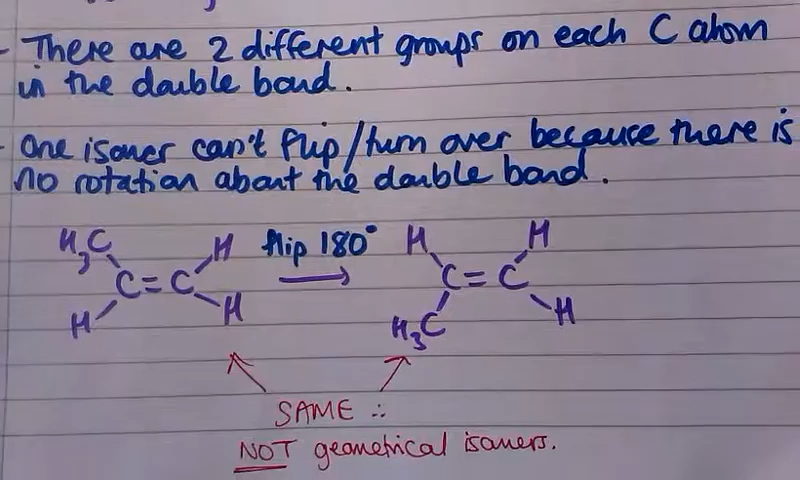 - There are 2 different groups on each C atom
in the double bond.
- One isomer can't flip/turn over because there is
no rotation about the double bond.
H₃C H flip 180° H H
C=C → C=C
H H H₃C H
SAME ∴
NOT geometrical isomers.